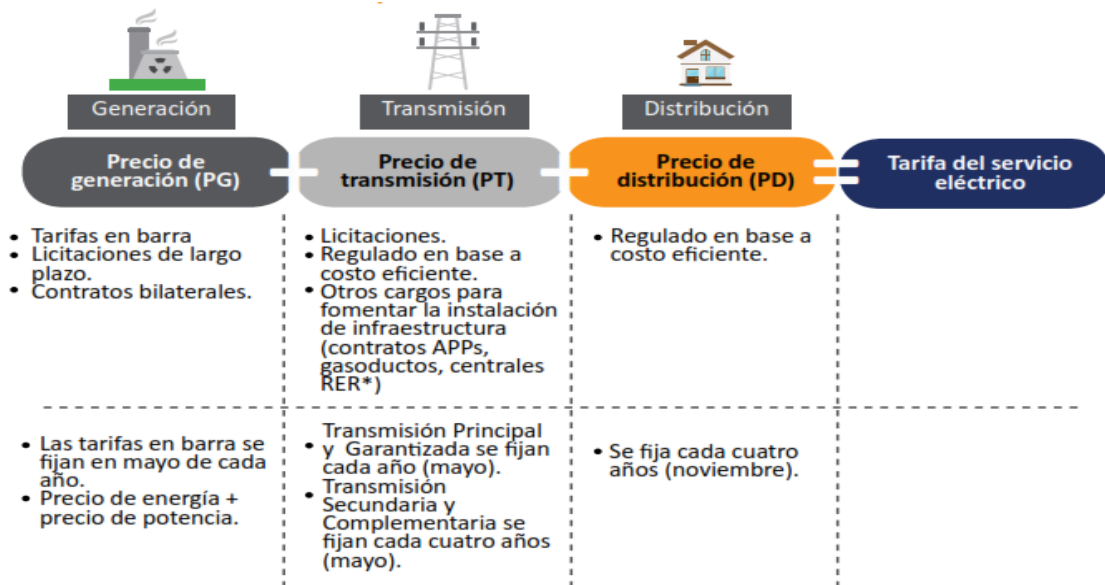 Generación
Transmisión
Distribución
Precio de
generación (PG)
+
Precio de
transmisión (PT)
+
Precio de
distribución (PD)
=
Tarifa del servicio
eléctrico
• Tarifas en barra
• Licitaciones de largo
plazo.
• Contratos bilaterales.
• Licitaciones.
• Regulado en base a
costo eficiente.
• Otros cargos para
fomentar la instalación
de infraestructura
(contratos APPs,
gasoductos, centrales
RER*)
• Regulado en base a
costo eficiente.
• Las tarifas en barra se
fijan en mayo de cada
año.
• Precio de energía +
precio de potencia.
• Transmisión Principal
y Garantizada se fijan
cada año (mayo).
• Transmisión
Secundaria y
Complementaria se
fijan cada cuatro años
(mayo).
• Se fija cada cuatro
años (noviembre).